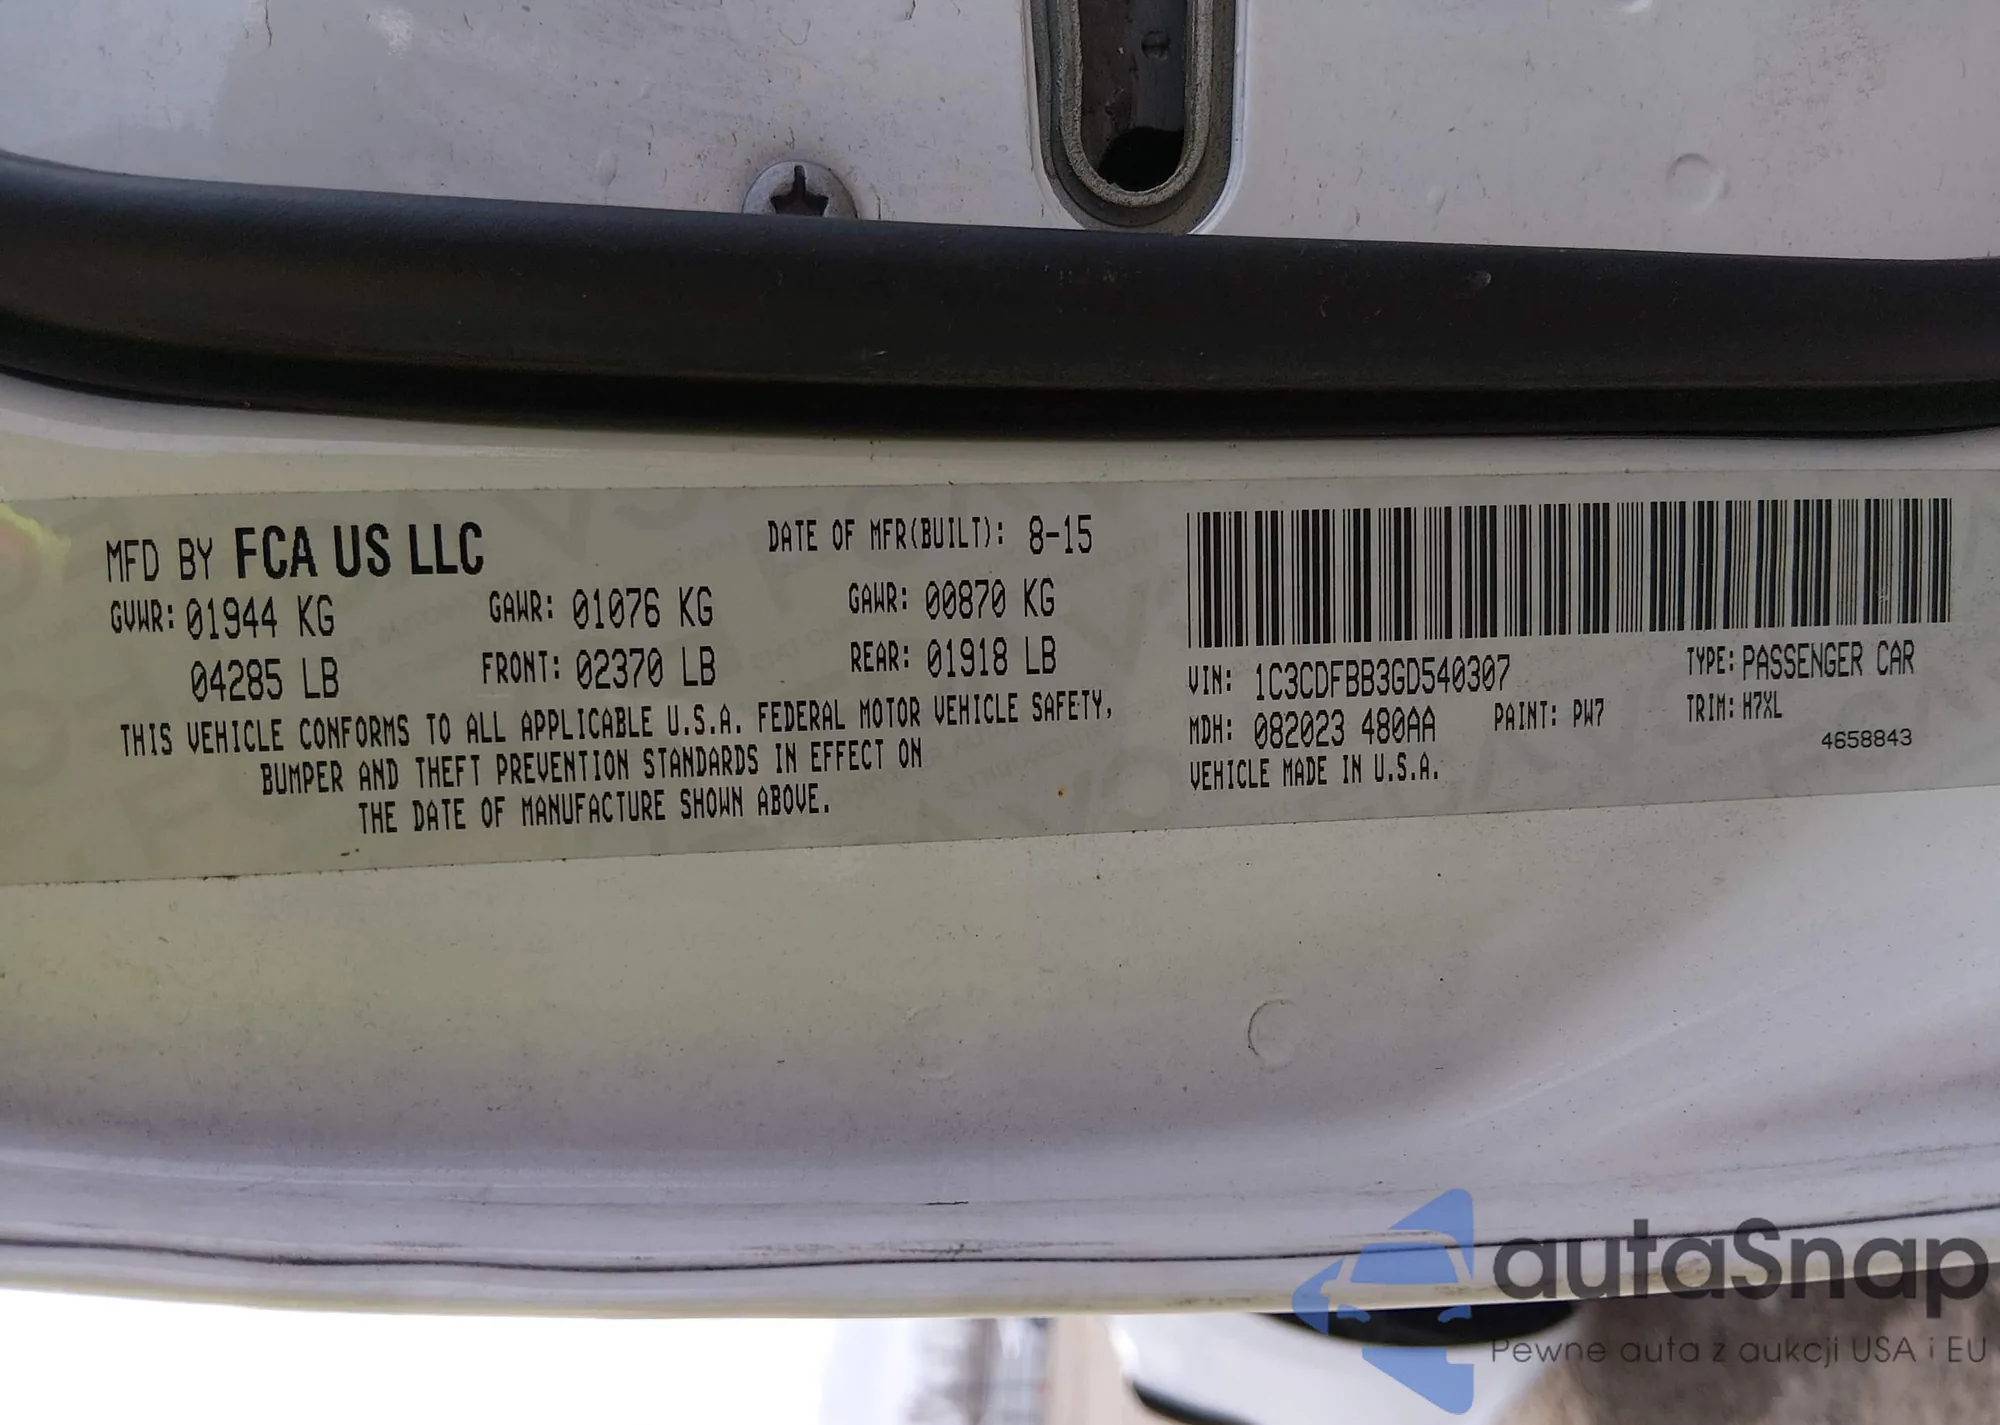 MFD BY FCA US LLC DATE OF MFR(BUILT): 8-15
GVWR: 01944 KG GAWR: 01076 KG GAWR: 00870 KG
04285 LB FRONT: 02370 LB REAR: 01918 LB
THIS VEHICLE CONFORMS TO ALL APPLICABLE U.S.A. FEDERAL MOTOR VEHICLE SAFETY,
BUMPER AND THEFT PREVENTION STANDARDS IN EFFECT ON
THE DATE OF MANUFACTURE SHOWN ABOVE.
VIN: 1C3CDFBB3GD540307 TYPE: PASSENGER CAR
MDH: 082023 480AA PAINT: PW7 TRIM: H7XL
VEHICLE MADE IN U.S.A. 4658843
autaSnap
Pewne auta z aukcji USA i EU